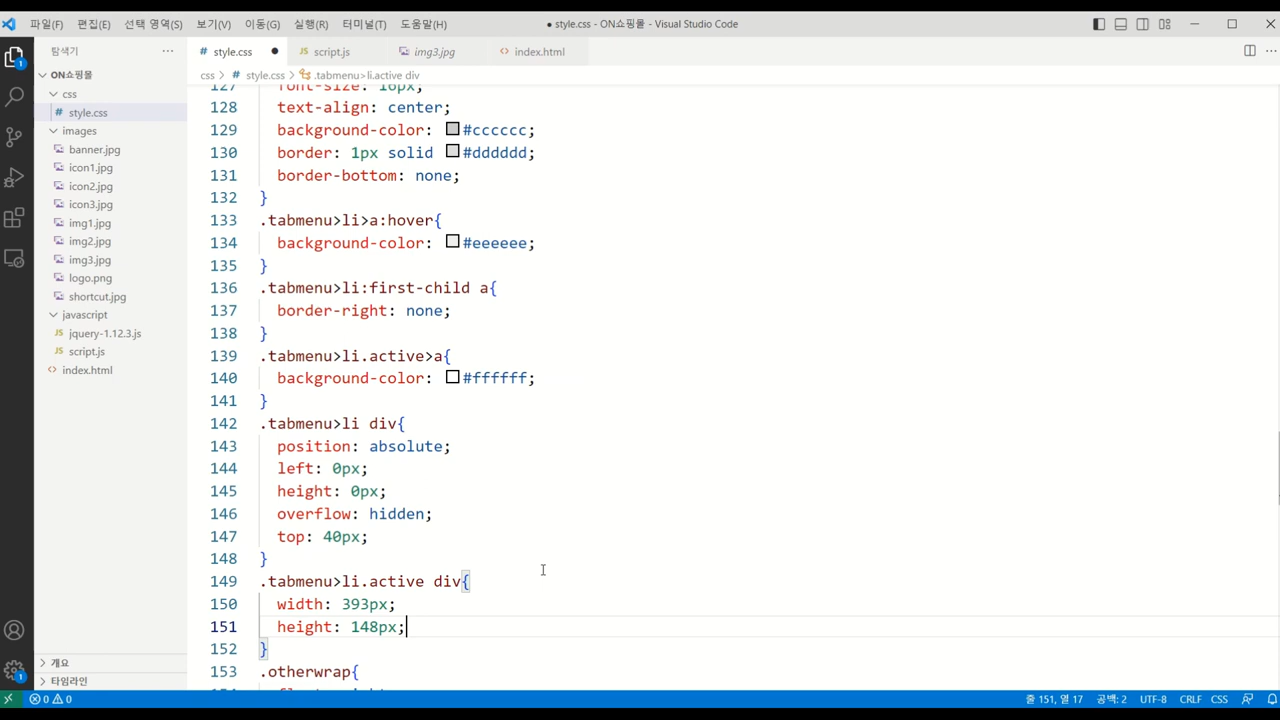 파일(F) 편집(E) 선택 영역(S) 보기(V) 이동(G) 실행(R) 터미널(T) 도움말(H) ● style.css - ON쇼핑몰 - Visual Studio Code
탐색기
ON쇼핑몰
css
# style.css
images
banner.jpg
icon1.jpg
icon2.jpg
icon3.jpg
img1.jpg
img2.jpg
img3.jpg
logo.png
shortcut.jpg
javascript
JS jquery-1.12.3.js
JS script.js
<> index.html
개요
타임라인
# style.css ● JS script.js img3.jpg <> index.html
css > # style.css > .tabmenu>li.active div
127 font-size: 16px;
128 text-align: center;
129 background-color: #cccccc;
130 border: 1px solid #dddddd;
131 border-bottom: none;
132 }
133 .tabmenu>li>a:hover{
134 background-color: #eeeeee;
135 }
136 .tabmenu>li:first-child a{
137 border-right: none;
138 }
139 .tabmenu>li.active>a{
140 background-color: #ffffff;
141 }
142 .tabmenu>li div{
143 position: absolute;
144 left: 0px;
145 height: 0px;
146 overflow: hidden;
147 top: 40px;
148 }
149 .tabmenu>li.active div{
150 width: 393px;
151 height: 148px;
152 }
153 .otherwrap{
0 0 줄 151, 열 17 공백: 2 UTF-8 CRLF CSS